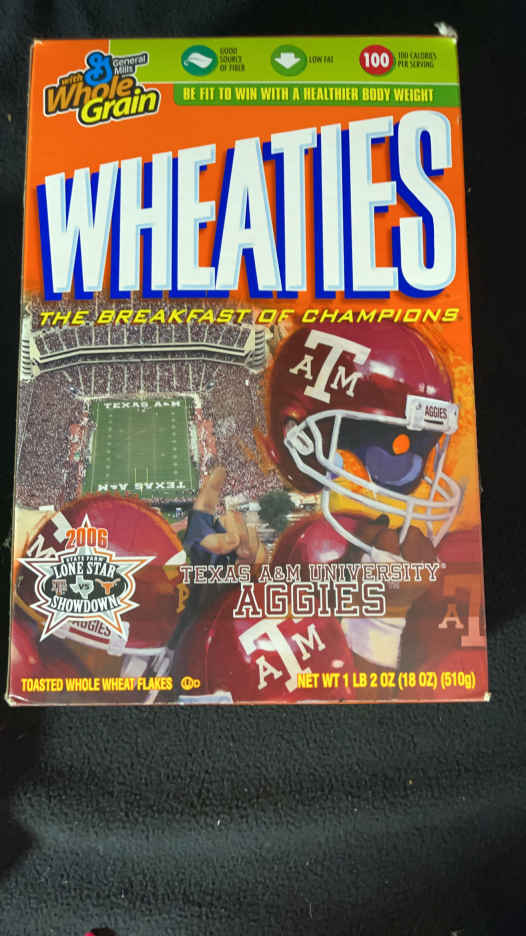 with
General
Mills
Whole
Grain
GOOD
SOURCE
OF FIBER
LOW FAT
100
100 CALORIES
PER SERVING
BE FIT TO WIN WITH A HEALTHIER BODY WEIGHT
WHEATIES
THE BREAKFAST OF CHAMPIONS
ATM
AGGIES
TEXAS A&M
TEXAS A&M
2006
STATE FARM
LONE STAR
VS
SHOWDOWN
AGGIES
TEXAS A&M UNIVERSITY
AGGIES™
ATM
TOASTED WHOLE WHEAT FLAKES
NET WT 1 LB 2 OZ (18 OZ) (510g)